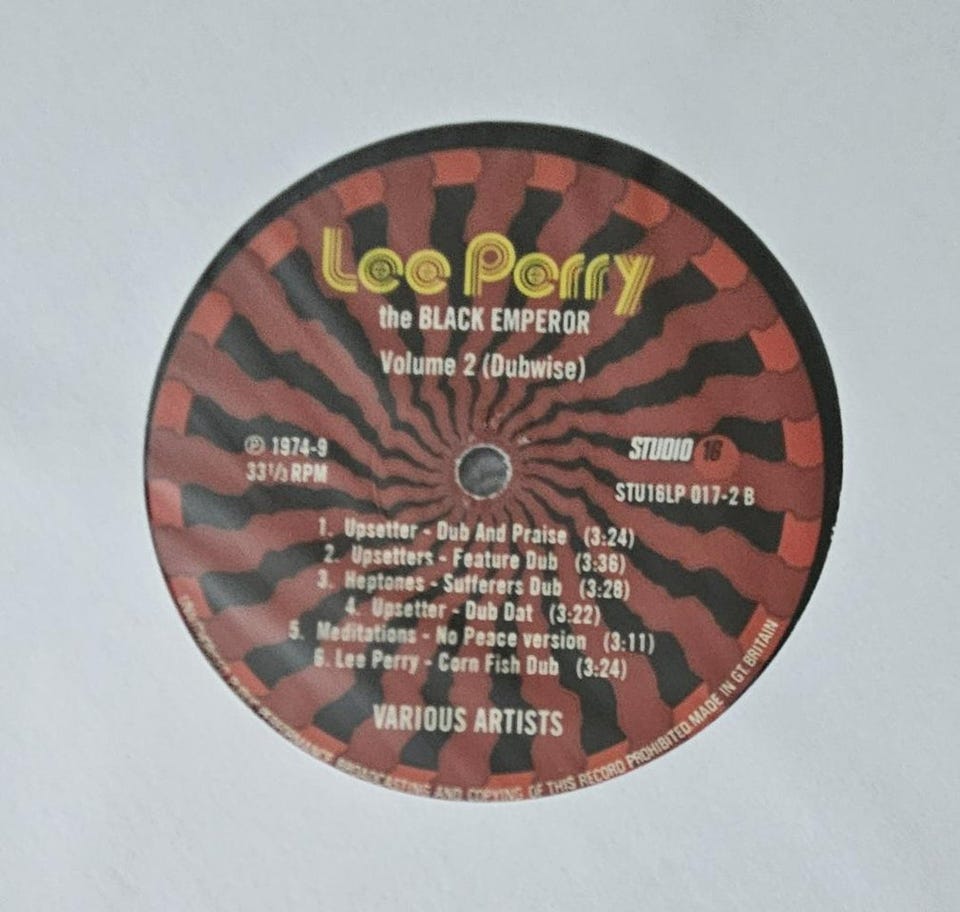 Lee Perry
the BLACK EMPEROR
Volume 2 (Dubwise)
℗ 1974-9
33⅓ RPM
STUDIO 16
STU16LP 017-2 B
1. Upsetter - Dub And Praise (3:24)
2. Upsetters - Feature Dub (3:36)
3. Heptones - Sufferers Dub (3:28)
4. Upsetter - Dub Dat (3:22)
5. Meditations - No Peace version (3:11)
6. Lee Perry - Corn Fish Dub (3:24)
VARIOUS ARTISTS
PERFORMANCE BROADCASTING AND COPYING OF THIS RECORD PROHIBITED MADE IN GT. BRITAIN